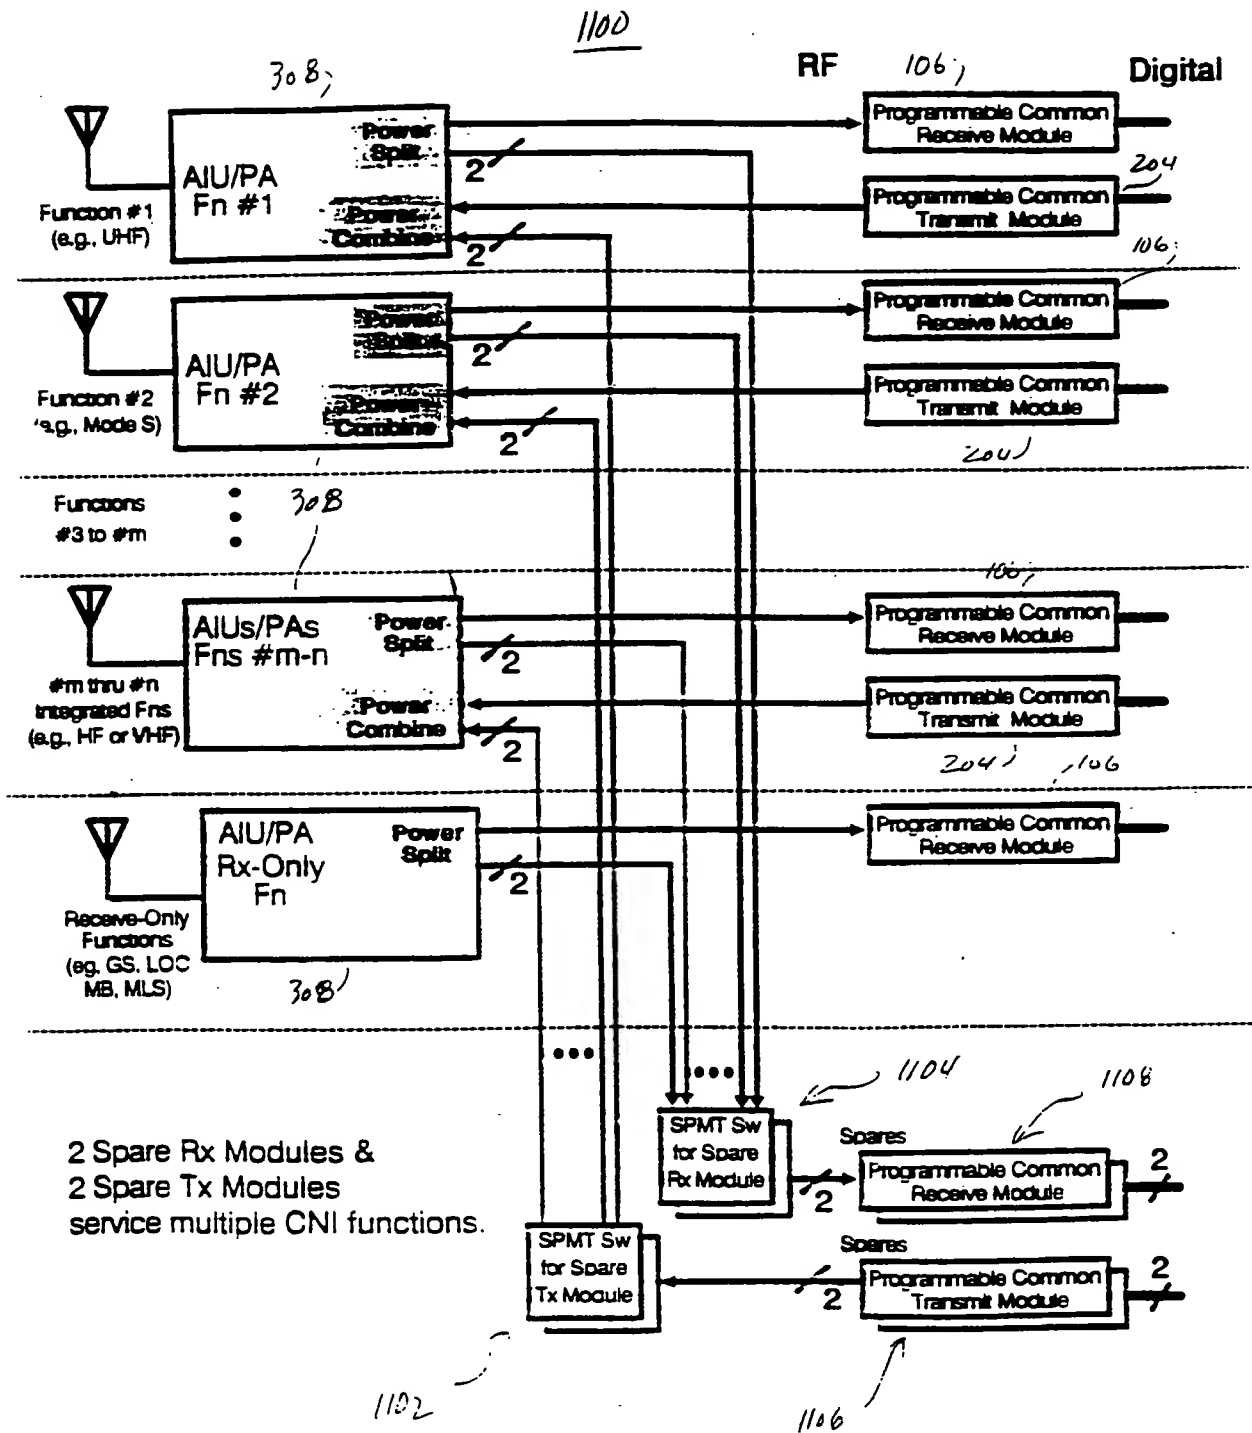 1100
308
RF
106
Digital
Power
Split
AIU/PA
Fn #1
Power
Combine
2
2
Function #1
(e.g., UHF)
Programmable Common
Receive Module
204
Programmable Common
Transmit Module
106
Power
AIU/PA
Fn #2
Power
Combine
2
2
Function #2
e.g., Mode S)
Programmable Common
Receive Module
Programmable Common
Transmit Module
204
Functions
#3 to #m
308
106
AIUs/PAs
Fns #m-n
Power
Split
Power
Combine
2
2
#m thru #n
Integrated Fns
(e.g., HF or VHF)
Programmable Common
Receive Module
Programmable Common
Transmit Module
204
106
AIU/PA
Rx-Only
Fn
Power
Split
2
Receive-Only
Functions
(eg, GS, LOC
MB, MLS)
308
Programmable Common
Receive Module
1104
1108
2 Spare Rx Modules &
2 Spare Tx Modules
service multiple CNI functions.
SPMT Sw
for Spare
Rx Module
2
Spares
Programmable Common
Receive Module
2
SPMT Sw
for Spare
Tx Module
2
Spares
Programmable Common
Transmit Module
2
1102
1106